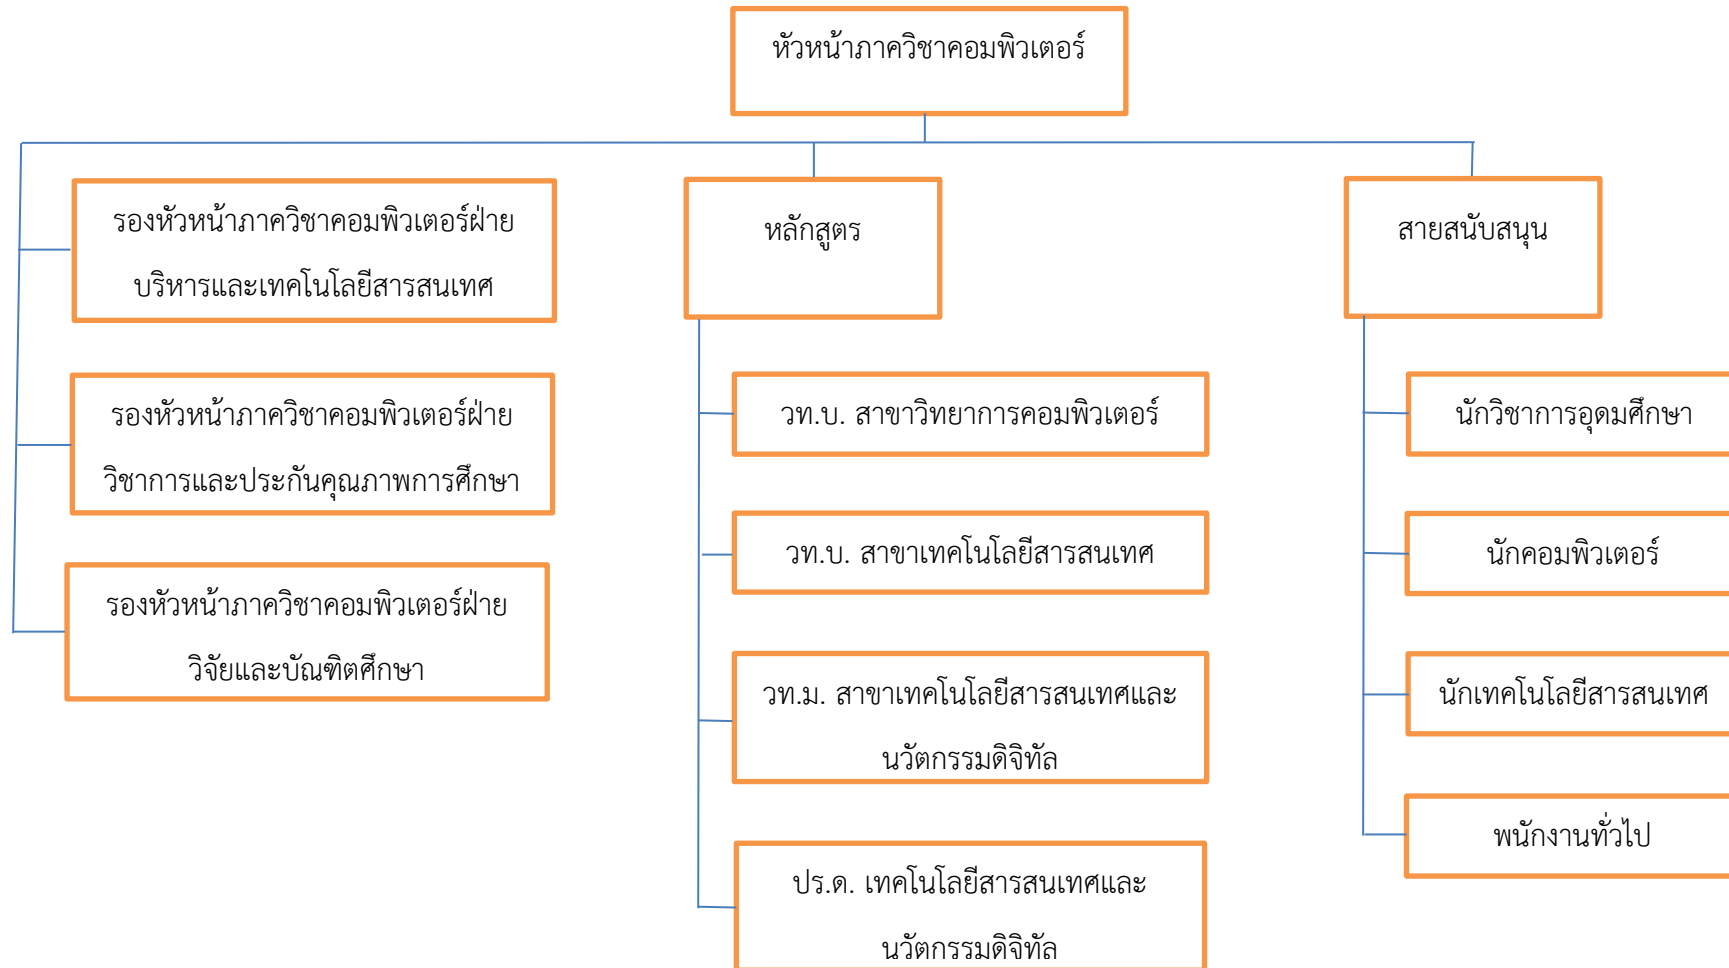 หัวหน้าภาควิชาคอมพิวเตอร์
รองหัวหน้าภาควิชาคอมพิวเตอร์ฝ่าย
บริหารและเทคโนโลยีสารสนเทศ
รองหัวหน้าภาควิชาคอมพิวเตอร์ฝ่าย
วิชาการและประกันคุณภาพการศึกษา
รองหัวหน้าภาควิชาคอมพิวเตอร์ฝ่าย
วิจัยและบัณฑิตศึกษา
หลักสูตร
วท.บ. สาขาวิทยาการคอมพิวเตอร์
วท.บ. สาขาเทคโนโลยีสารสนเทศ
วท.ม. สาขาเทคโนโลยีสารสนเทศและ
นวัตกรรมดิจิทัล
ปร.ด. เทคโนโลยีสารสนเทศและ
นวัตกรรมดิจิทัล
สายสนับสนุน
นักวิชาการอุดมศึกษา
นักคอมพิวเตอร์
นักเทคโนโลยีสารสนเทศ
พนักงานทั่วไป